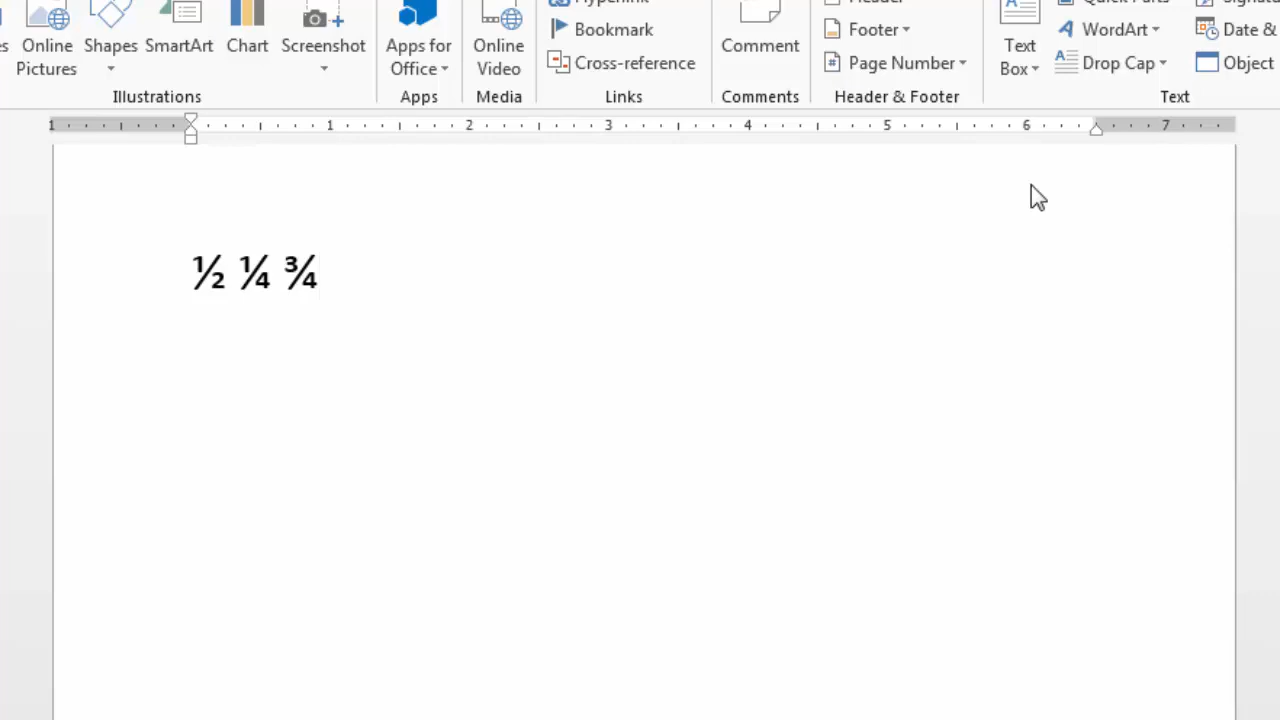 Online Shapes SmartArt Chart Screenshot Apps for Online Bookmark Comment Footer Text WordArt Date &
Pictures Office Video Cross-reference Page Number Box Drop Cap Object
Illustrations Apps Media Links Comments Header & Footer Text
1 1 2 3 4 5 6 7
½ ¼ ¾